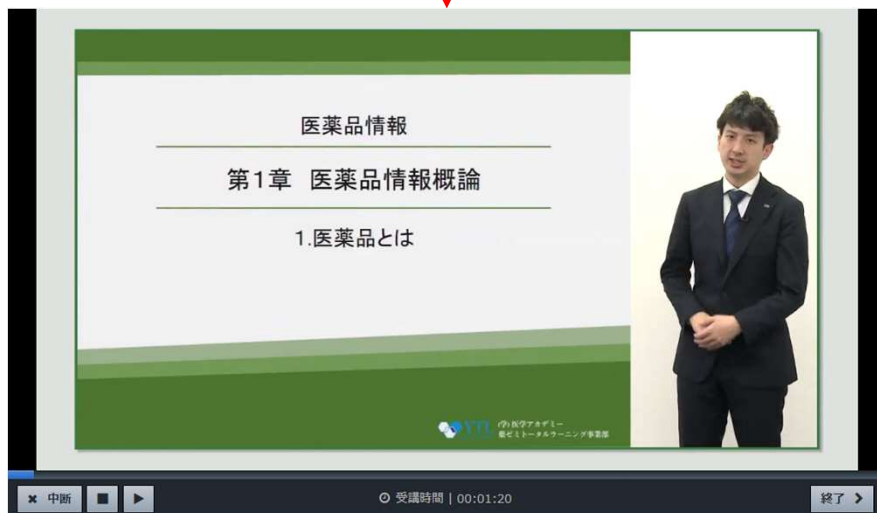 医薬品情報
第1章 医薬品情報概論
1.医薬品とは
YTL
(学)医学アカデミー
薬ゼミトータルラーニング事業部
✖ 中断
受講時間 | 00:01:20
終了 ❯